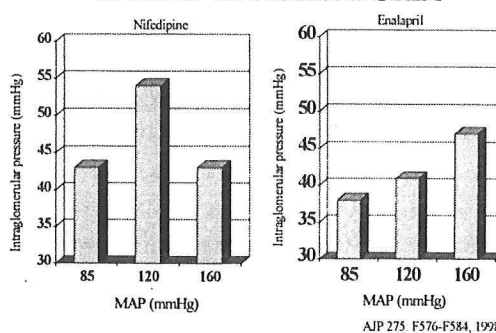 Nifedipine
60
55
50
45
40
35
30
Intraglomerular pressure (mmHg)
85 120 160
MAP (mmHg)
Enalapril
60
55
50
45
40
35
30
Intraglomerular pressure (mmHg)
85 120 160
MAP (mmHg)
AJP 275. F576-F584,